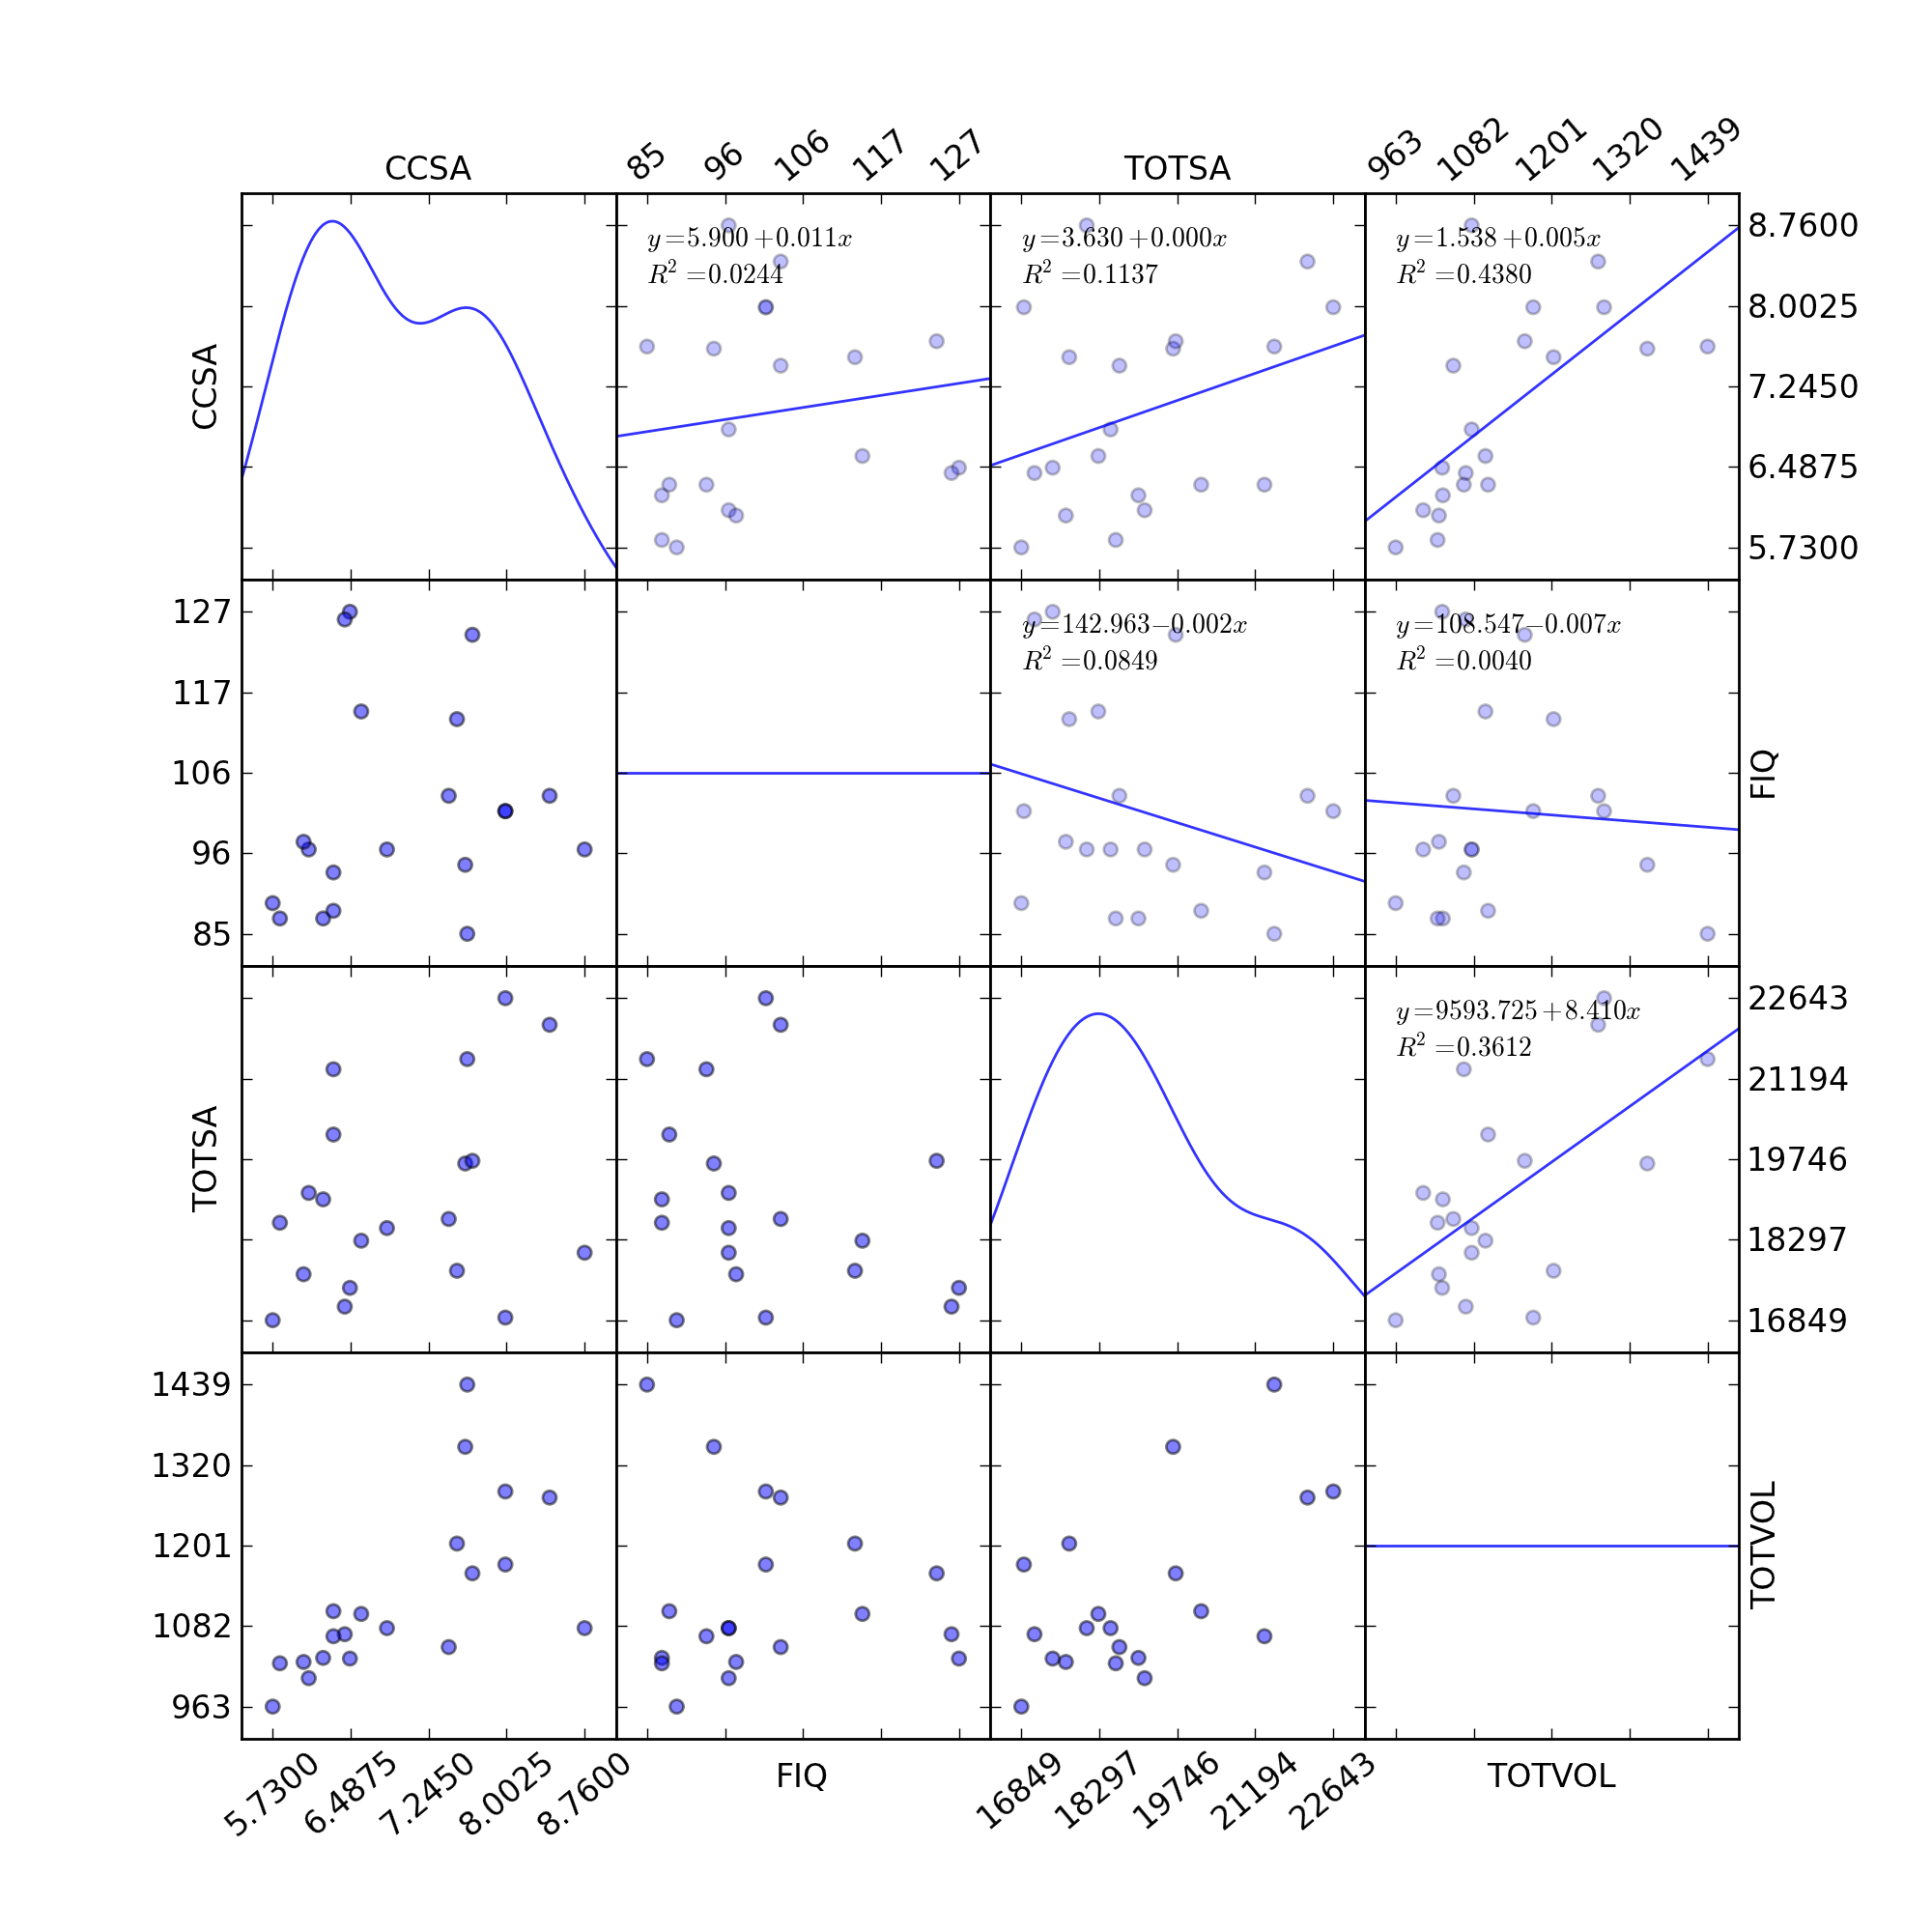 85 96 106 117 127 963 1082 1201 1320 1439
CCSA TOTSA
CCSA
y=5.900+0.011x
R² =0.0244
y=3.630+0.000x
R² =0.1137
y=1.538+0.005x
R² =0.4380
8.7600
8.0025
7.2450
6.4875
5.7300
127
117
106
96
85
y=142.963−0.002x
R² =0.0849
y=108.547−0.007x
R² =0.0040
FIQ
TOTSA
y=9593.725+8.410x
R² =0.3612
22643
21194
19746
18297
16849
1439
1320
1201
1082
963
TOTVOL
5.7300 6.4875 7.2450 8.0025 8.7600 FIQ 16849 18297 19746 21194 22643 TOTVOL